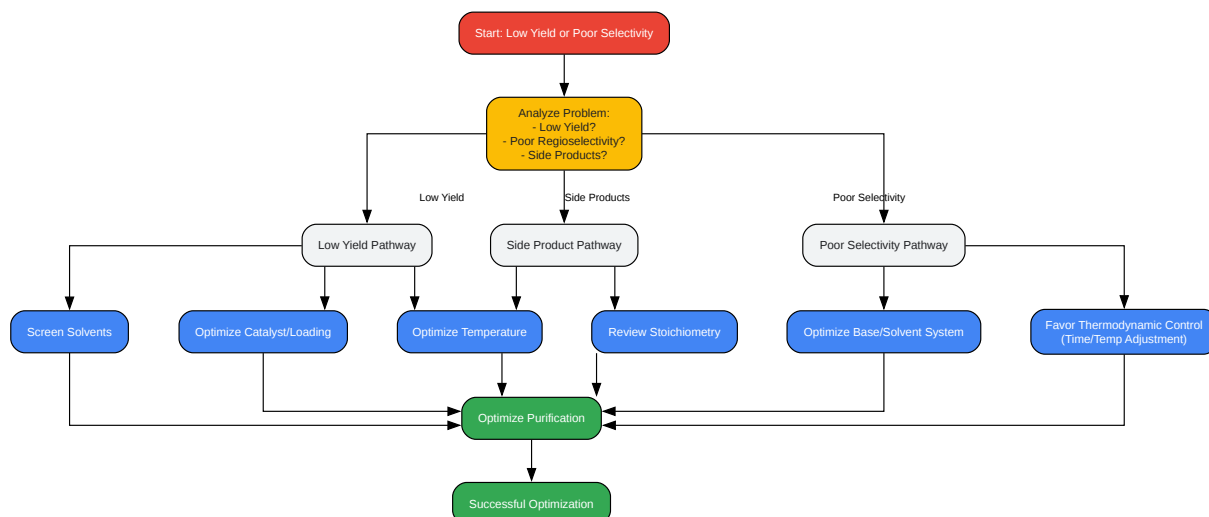 Start: Low Yield or Poor Selectivity
Analyze Problem:
- Low Yield?
- Poor Regioselectivity?
- Side Products?
Low Yield
Side Products
Poor Selectivity
Low Yield Pathway
Side Product Pathway
Poor Selectivity Pathway
Screen Solvents
Optimize Catalyst/Loading
Optimize Temperature
Review Stoichiometry
Optimize Base/Solvent System
Favor Thermodynamic Control
(Time/Temp Adjustment)
Optimize Purification
Successful Optimization